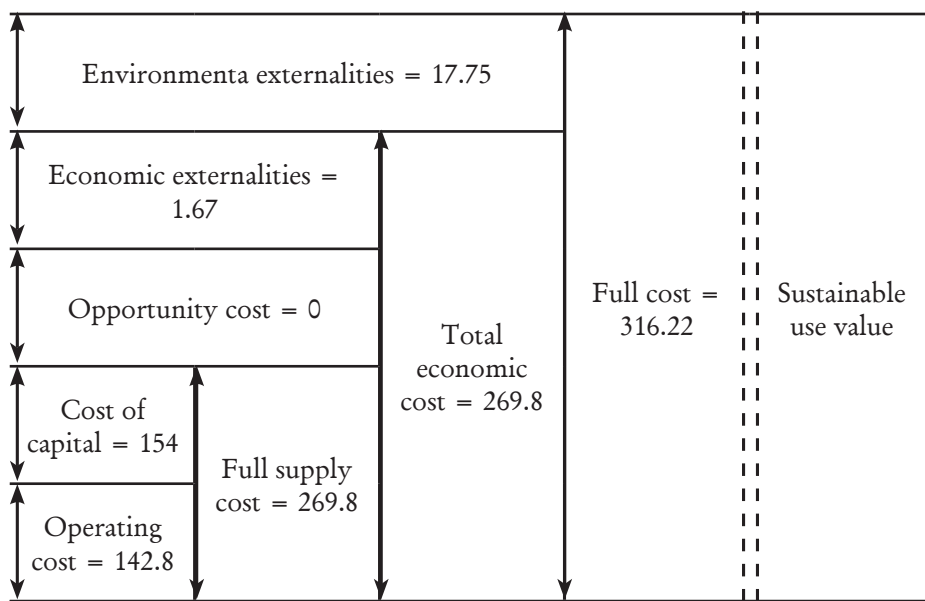 Environmenta externalities = 17.75
Economic externalities =
1.67
Opportunity cost = 0
Cost of
capital = 154
Operating
cost = 142.8
Full supply
cost = 269.8
Total
economic
cost = 269.8
Full cost =
316.22
Sustainable
use value